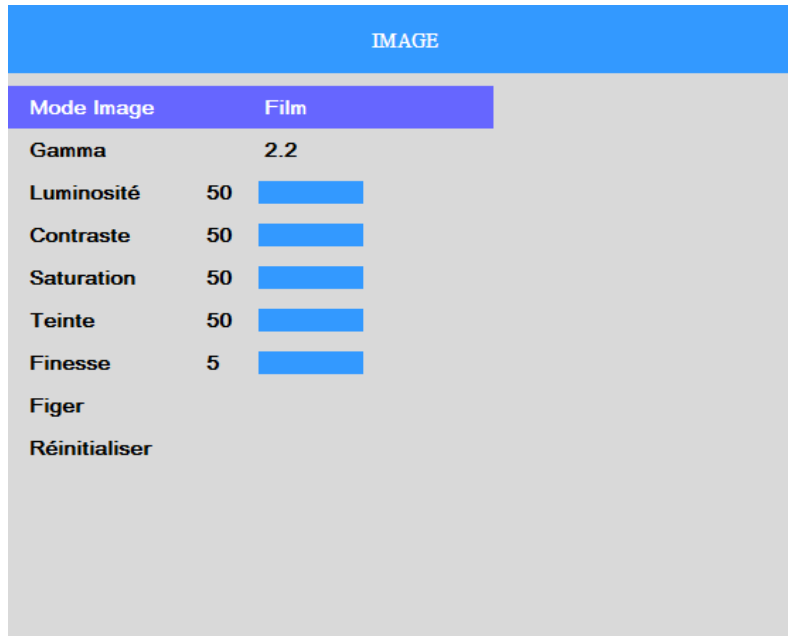 IMAGE
Mode Image Film
Gamma 2.2
Luminosité 50
Contraste 50
Saturation 50
Teinte 50
Finesse 5
Figer
Réinitialiser